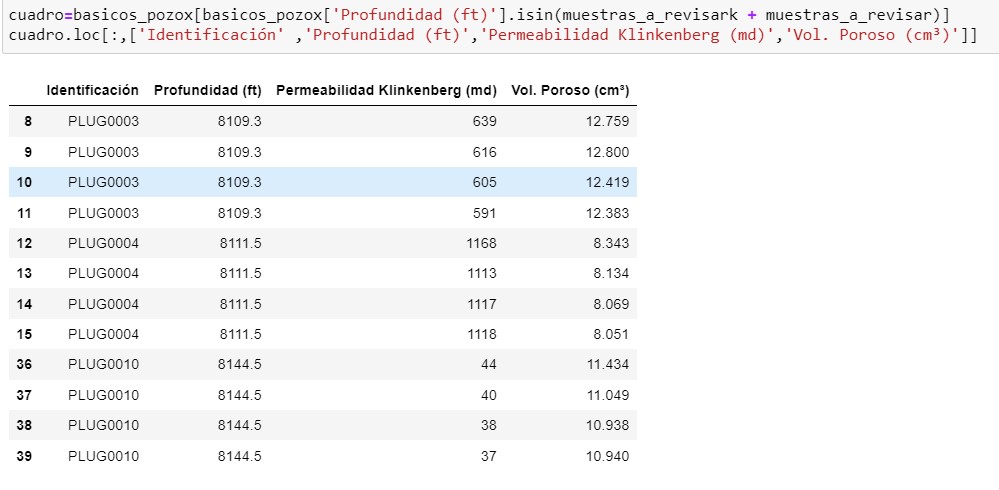 cuadro=basicos_pozox[basicos_pozox['Profundidad (ft)'].isin(muestras_a_revisark + muestras_a_revisar)]
cuadro.loc[:,['Identificación' ,'Profundidad (ft)','Permeabilidad Klinkenberg (md)','Vol. Poroso (cm³)']]
Identificación Profundidad (ft) Permeabilidad Klinkenberg (md) Vol. Poroso (cm³)
8 PLUG0003 8109.3 639 12.759
9 PLUG0003 8109.3 616 12.800
10 PLUG0003 8109.3 605 12.419
11 PLUG0003 8109.3 591 12.383
12 PLUG0004 8111.5 1168 8.343
13 PLUG0004 8111.5 1113 8.134
14 PLUG0004 8111.5 1117 8.069
15 PLUG0004 8111.5 1118 8.051
36 PLUG0010 8144.5 44 11.434
37 PLUG0010 8144.5 40 11.049
38 PLUG0010 8144.5 38 10.938
39 PLUG0010 8144.5 37 10.940